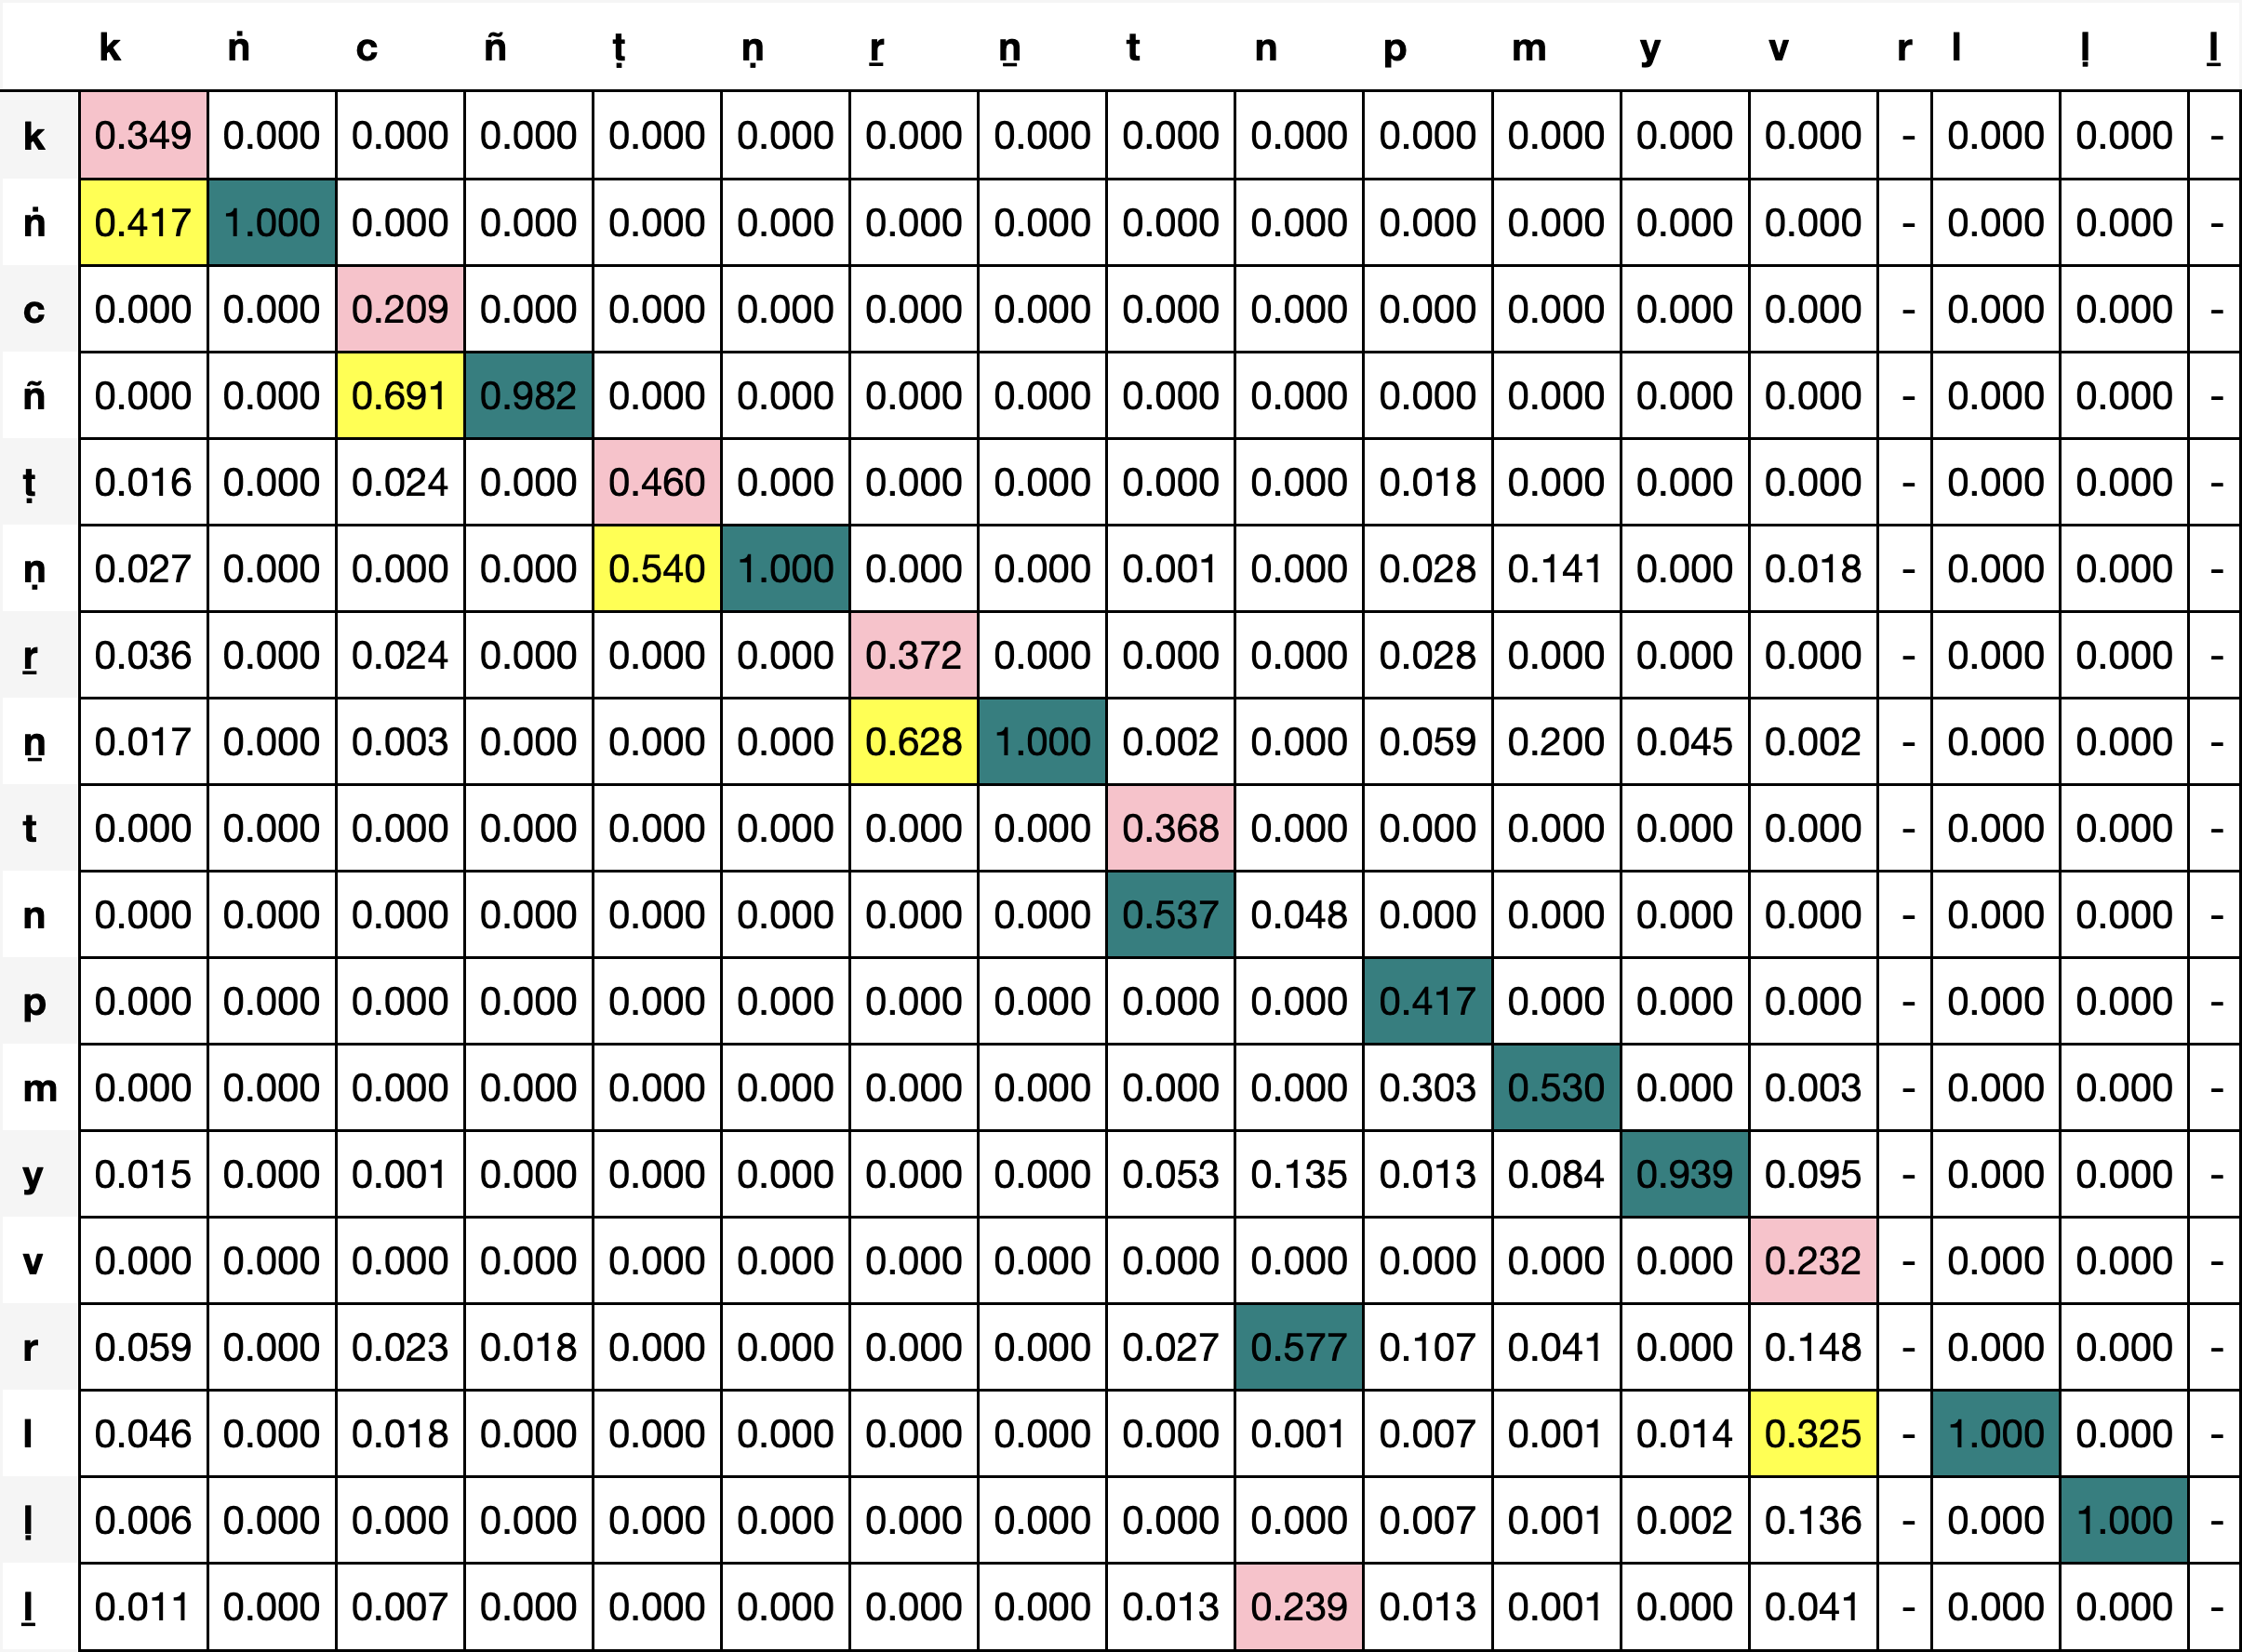 k ṅ c ñ ṭ ṇ ṟ ṉ t n p m y v r l ḷ ḻ
k 0.349 0.000 0.000 0.000 0.000 0.000 0.000 0.000 0.000 0.000 0.000 0.000 0.000 0.000 - 0.000 0.000 -
ṅ 0.417 1.000 0.000 0.000 0.000 0.000 0.000 0.000 0.000 0.000 0.000 0.000 0.000 0.000 - 0.000 0.000 -
c 0.000 0.000 0.209 0.000 0.000 0.000 0.000 0.000 0.000 0.000 0.000 0.000 0.000 0.000 - 0.000 0.000 -
ñ 0.000 0.000 0.691 0.982 0.000 0.000 0.000 0.000 0.000 0.000 0.000 0.000 0.000 0.000 - 0.000 0.000 -
ṭ 0.016 0.000 0.024 0.000 0.460 0.000 0.000 0.000 0.000 0.000 0.018 0.000 0.000 0.000 - 0.000 0.000 -
ṇ 0.027 0.000 0.000 0.000 0.540 1.000 0.000 0.000 0.001 0.000 0.028 0.141 0.000 0.018 - 0.000 0.000 -
ṟ 0.036 0.000 0.024 0.000 0.000 0.000 0.372 0.000 0.000 0.000 0.028 0.000 0.000 0.000 - 0.000 0.000 -
ṉ 0.017 0.000 0.003 0.000 0.000 0.000 0.628 1.000 0.002 0.000 0.059 0.200 0.045 0.002 - 0.000 0.000 -
t 0.000 0.000 0.000 0.000 0.000 0.000 0.000 0.000 0.368 0.000 0.000 0.000 0.000 0.000 - 0.000 0.000 -
n 0.000 0.000 0.000 0.000 0.000 0.000 0.000 0.000 0.537 0.048 0.000 0.000 0.000 0.000 - 0.000 0.000 -
p 0.000 0.000 0.000 0.000 0.000 0.000 0.000 0.000 0.000 0.000 0.417 0.000 0.000 0.000 - 0.000 0.000 -
m 0.000 0.000 0.000 0.000 0.000 0.000 0.000 0.000 0.000 0.000 0.303 0.530 0.000 0.003 - 0.000 0.000 -
y 0.015 0.000 0.001 0.000 0.000 0.000 0.000 0.000 0.053 0.135 0.013 0.084 0.939 0.095 - 0.000 0.000 -
v 0.000 0.000 0.000 0.000 0.000 0.000 0.000 0.000 0.000 0.000 0.000 0.000 0.000 0.232 - 0.000 0.000 -
r 0.059 0.000 0.023 0.018 0.000 0.000 0.000 0.000 0.027 0.577 0.107 0.041 0.000 0.148 - 0.000 0.000 -
l 0.046 0.000 0.018 0.000 0.000 0.000 0.000 0.000 0.000 0.001 0.007 0.001 0.014 0.325 - 1.000 0.000 -
ḷ 0.006 0.000 0.000 0.000 0.000 0.000 0.000 0.000 0.000 0.000 0.007 0.001 0.002 0.136 - 0.000 1.000 -
ḻ 0.011 0.000 0.007 0.000 0.000 0.000 0.000 0.000 0.013 0.239 0.013 0.001 0.000 0.041 - 0.000 0.000 -